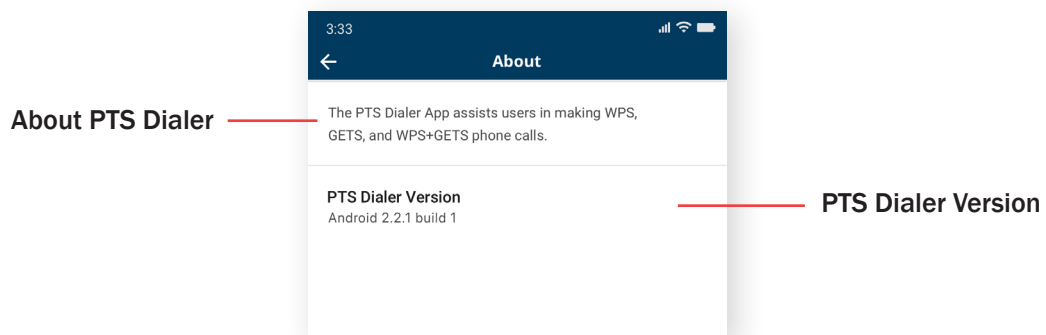 3:33
About
About PTS Dialer
The PTS Dialer App assists users in making WPS,
GETS, and WPS+GETS phone calls.
PTS Dialer Version
Android 2.2.1 build 1
PTS Dialer Version